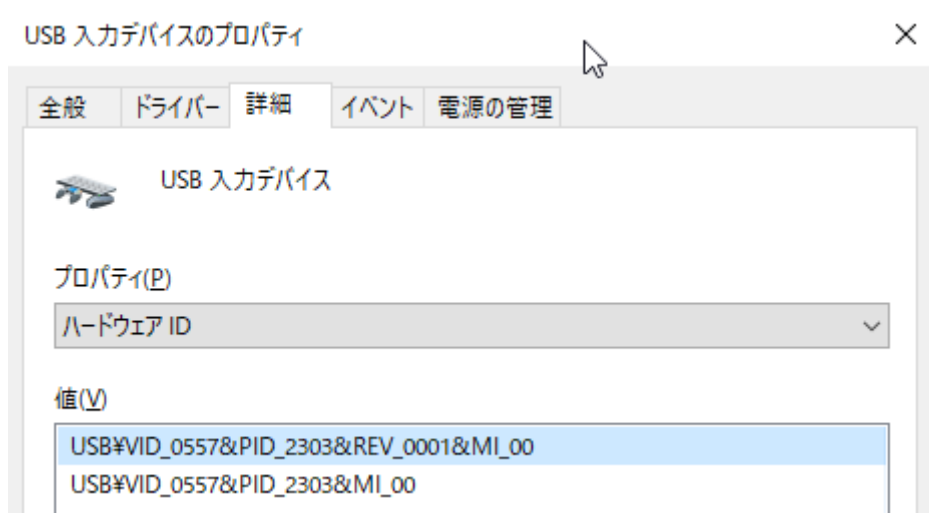 USB 入力デバイスのプロパティ
全般 ドライバー 詳細 イベント 電源の管理
USB 入力デバイス
プロパティ(P)
ハードウェア ID
値(V)
USB¥VID_0557&PID_2303&REV_0001&MI_00
USB¥VID_0557&PID_2303&MI_00